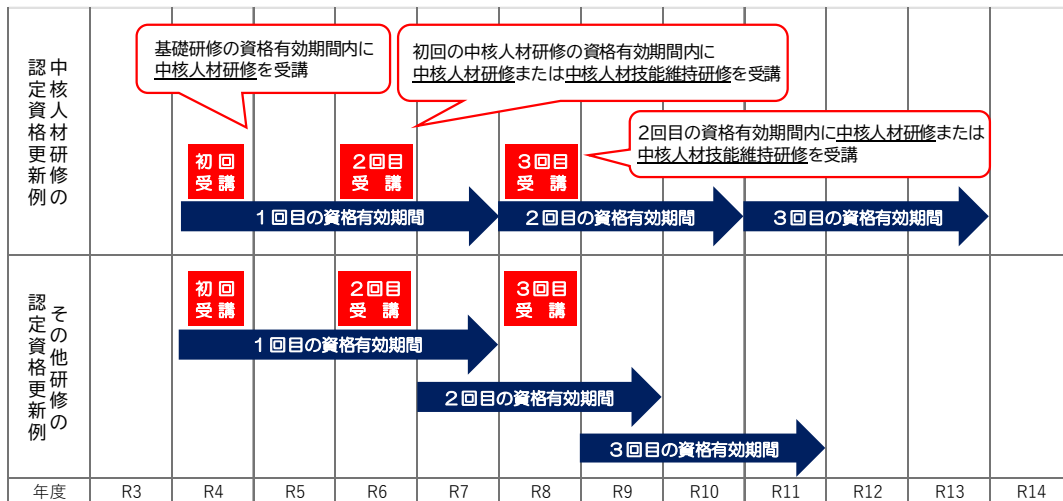 中核人材研修の
認定資格更新例
基礎研修の資格有効期間内に
中核人材研修を受講
初回の中核人材研修の資格有効期間内に
中核人材研修または中核人材技能維持研修を受講
2回目の資格有効期間内に中核人材研修または
中核人材技能維持研修を受講
初回
受講
2回目
受講
3回目
受講
1回目の資格有効期間
2回目の資格有効期間
3回目の資格有効期間
その他研修の
認定資格更新例
初回
受講
2回目
受講
3回目
受講
1回目の資格有効期間
2回目の資格有効期間
3回目の資格有効期間
年度 R3 R4 R5 R6 R7 R8 R9 R10 R11 R12 R13 R14